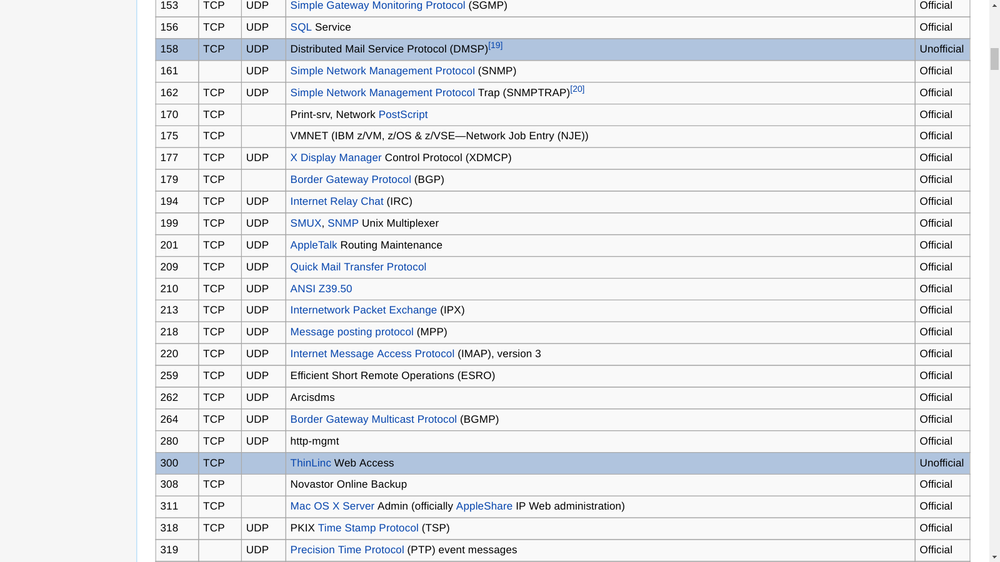 153 TCP UDP Simple Gateway Monitoring Protocol (SGMP) Official
156 TCP UDP SQL Service Official
158 TCP UDP Distributed Mail Service Protocol (DMSP)[19] Unofficial
161 UDP Simple Network Management Protocol (SNMP) Official
162 TCP UDP Simple Network Management Protocol Trap (SNMPTRAP)[20] Official
170 TCP Print-srv, Network PostScript Official
175 TCP VMNET (IBM z/VM, z/OS & z/VSE—Network Job Entry (NJE)) Official
177 TCP UDP X Display Manager Control Protocol (XDMCP) Official
179 TCP Border Gateway Protocol (BGP) Official
194 TCP UDP Internet Relay Chat (IRC) Official
199 TCP UDP SMUX, SNMP Unix Multiplexer Official
201 TCP UDP AppleTalk Routing Maintenance Official
209 TCP UDP Quick Mail Transfer Protocol Official
210 TCP UDP ANSI Z39.50 Official
213 TCP UDP Internetwork Packet Exchange (IPX) Official
218 TCP UDP Message posting protocol (MPP) Official
220 TCP UDP Internet Message Access Protocol (IMAP), version 3 Official
259 TCP UDP Efficient Short Remote Operations (ESRO) Official
262 TCP UDP Arcisdms Official
264 TCP UDP Border Gateway Multicast Protocol (BGMP) Official
280 TCP UDP http-mgmt Official
300 TCP ThinLinc Web Access Unofficial
308 TCP Novastor Online Backup Official
311 TCP Mac OS X Server Admin (officially AppleShare IP Web administration) Official
318 TCP UDP PKIX Time Stamp Protocol (TSP) Official
319 UDP Precision Time Protocol (PTP) event messages Official